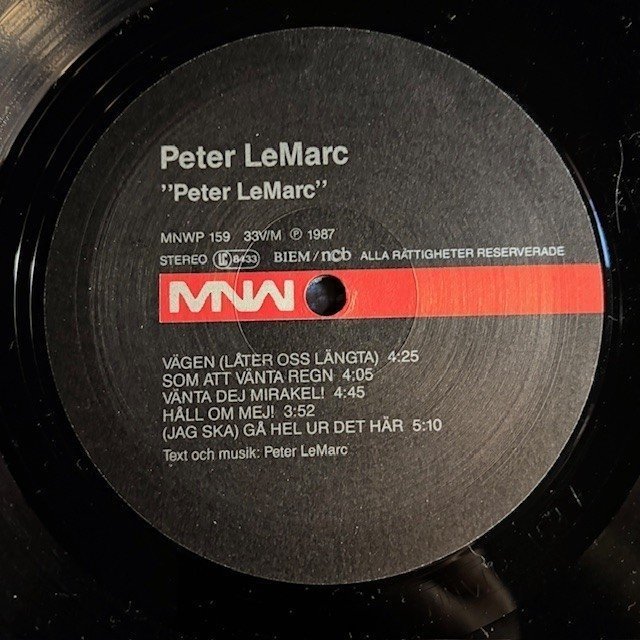 Peter LeMarc
"Peter LeMarc"
MNWP 159 33V/M ℗ 1987
STEREO LC 8433 BIEM / ncb ALLA RÄTTIGHETER RESERVERADE
MNW
VÄGEN (LÅTER OSS LÄNGTA) 4:25
SOM ATT VÄNTA REGN 4:05
VÄNTA DEJ MIRAKEL! 4:45
HÅLL OM MEJ! 3:52
(JAG SKA) GÅ HEL UR DET HÄR 5:10
Text och musik: Peter LeMarc